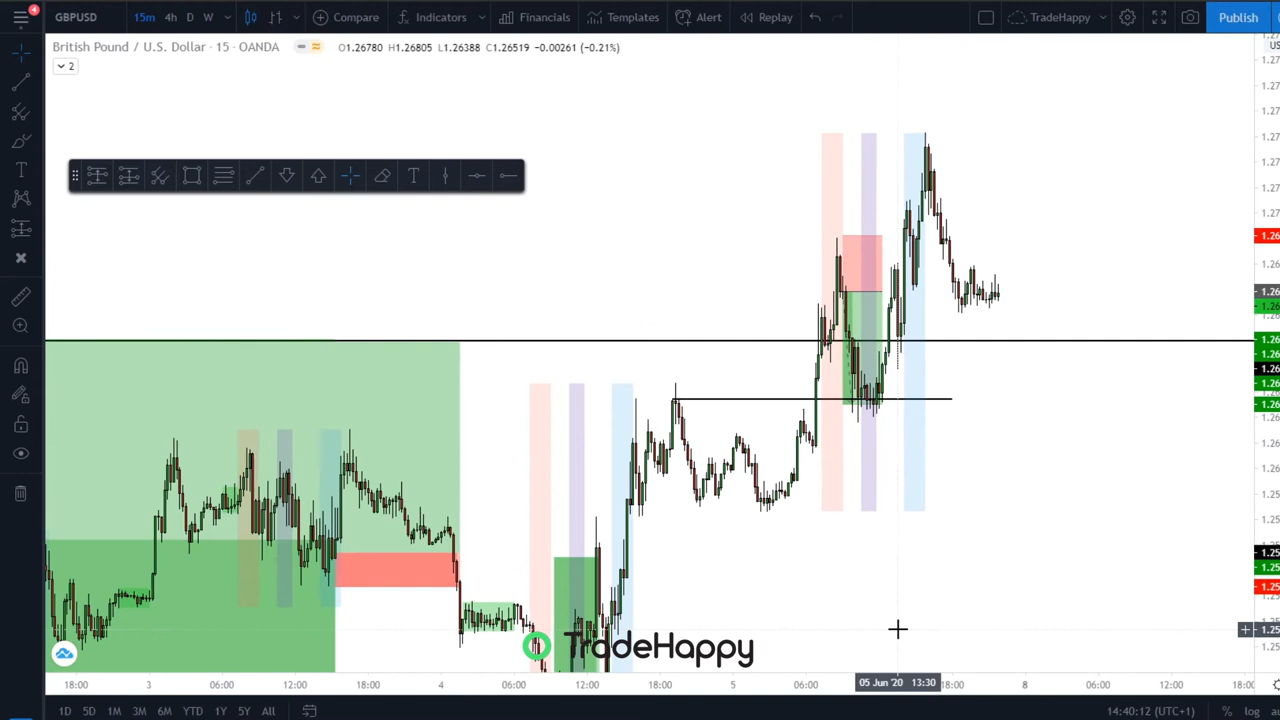 4
GBPUSD 15m 4h D W Compare Indicators Financials Templates Alert Replay TradeHappy Publish
British Pound / U.S. Dollar · 15 · OANDA O1.26780 H1.26805 L1.26388 C1.26519 −0.00261 (−0.21%)
2
TradeHappy
18:00 3 06:00 12:00 18:00 4 06:00 12:00 18:00 5 06:00 05 Jun '20 13:30 18:00 8 06:00 12:00 18:00
1D 5D 1M 3M 6M YTD 1Y 5Y All 14:40:12 (UTC+1) % log